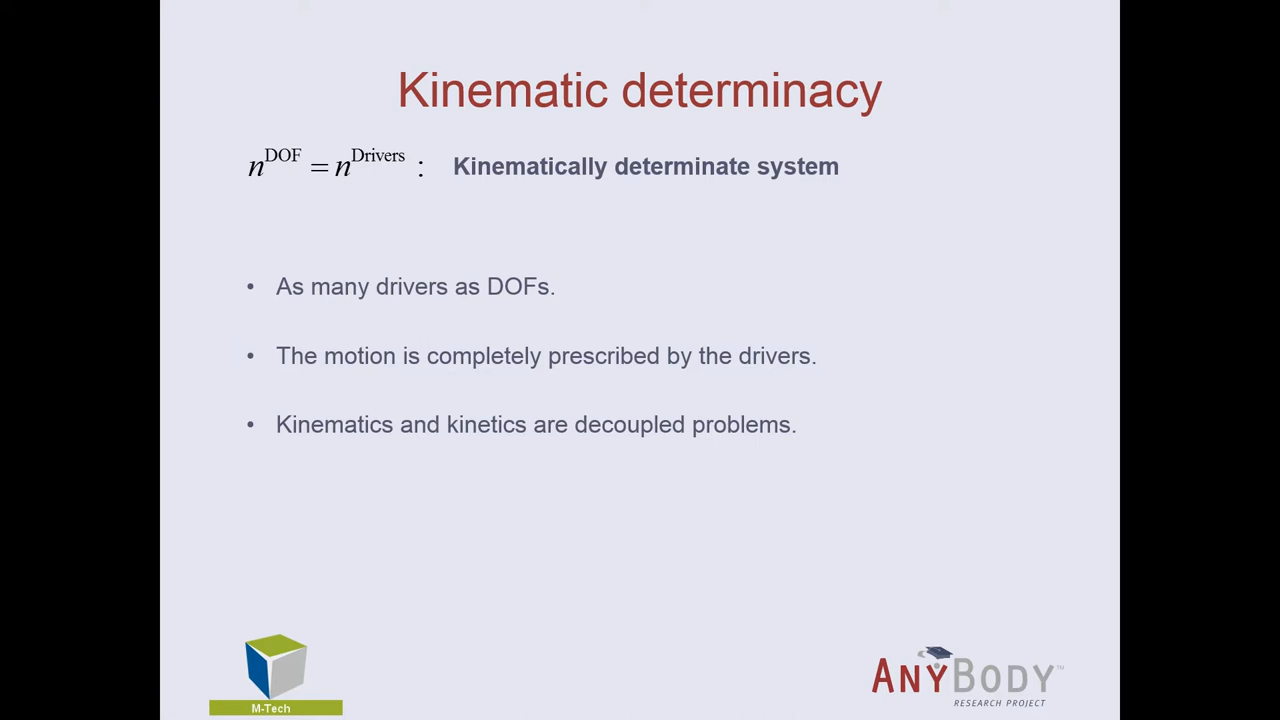 Kinematic determinacy
n^DOF = n^Drivers : Kinematically determinate system
• As many drivers as DOFs.
• The motion is completely prescribed by the drivers.
• Kinematics and kinetics are decoupled problems.
M-Tech
ANYBODY™
RESEARCH PROJECT